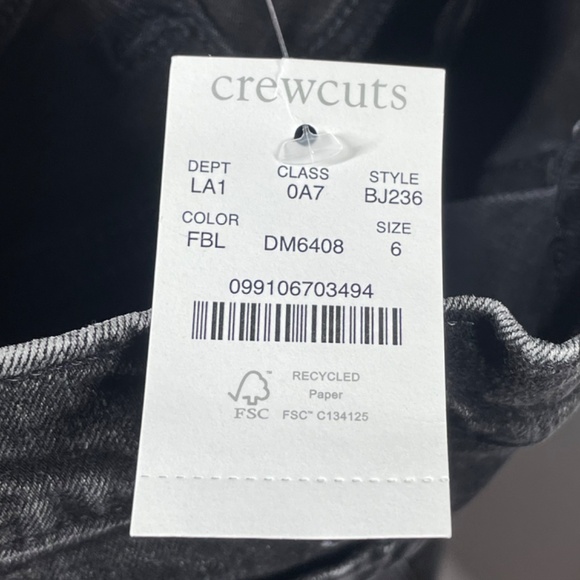 crewcuts
DEPT CLASS STYLE
LA1 0A7 BJ236
COLOR SIZE
FBL DM6408 6
099106703494
RECYCLED
Paper
FSC FSC™ C134125